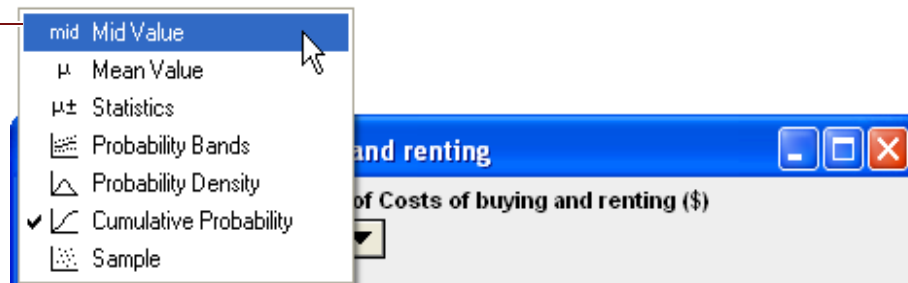 mid Mid Value
μ Mean Value
μ± Statistics
Probability Bands
and renting
Probability Density
of Costs of buying and renting ($)
Cumulative Probability
Sample